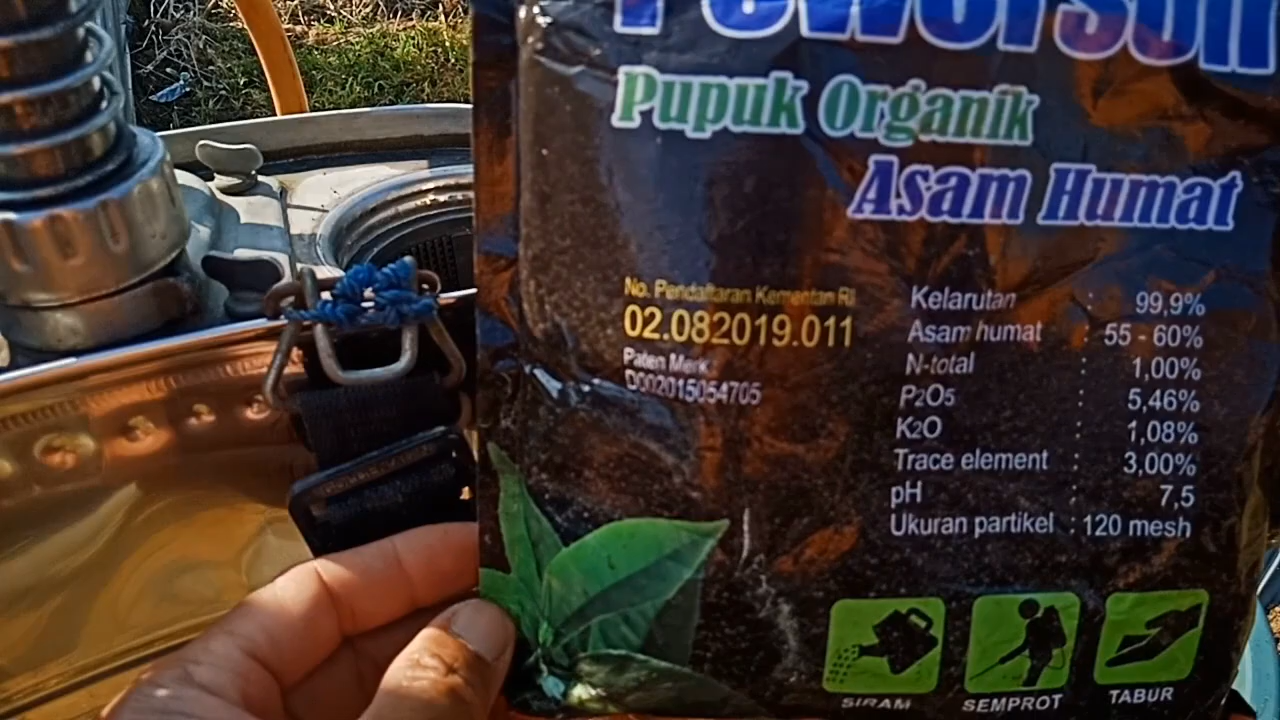 Powersoil
Pupuk Organik
Asam Humat
No. Pendaftaran Kementan RI
02.082019.011
Paten Merk
D002015054705
Kelarutan : 99,9%
Asam humat : 55 - 60%
N-total : 1,00%
P2O5 : 5,46%
K2O : 1,08%
Trace element : 3,00%
pH : 7,5
Ukuran partikel : 120 mesh
SIRAM
SEMPROT
TABUR